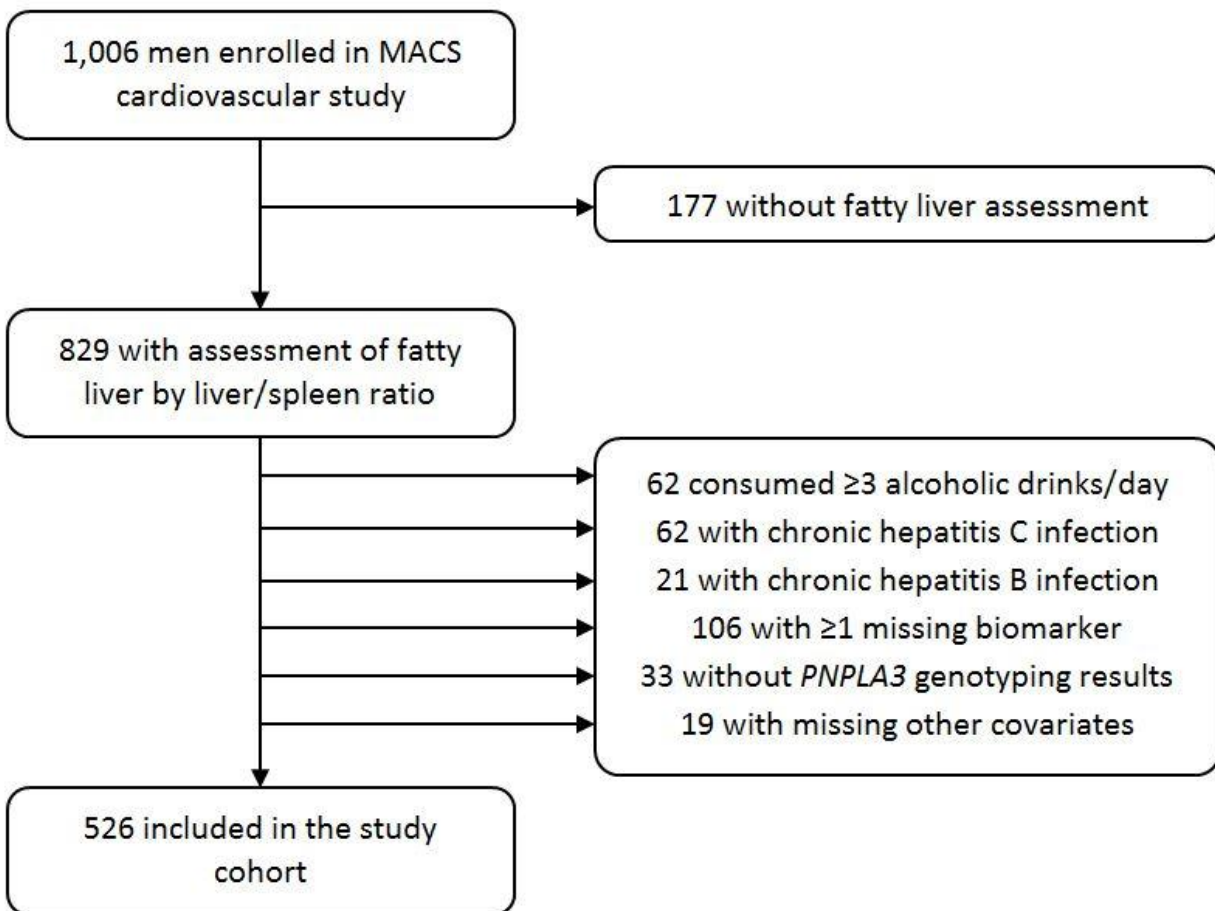 1,006 men enrolled in MACS
cardiovascular study
177 without fatty liver assessment
829 with assessment of fatty
liver by liver/spleen ratio
62 consumed ≥3 alcoholic drinks/day
62 with chronic hepatitis C infection
21 with chronic hepatitis B infection
106 with ≥1 missing biomarker
33 without PNPLA3 genotyping results
19 with missing other covariates
526 included in the study
cohort